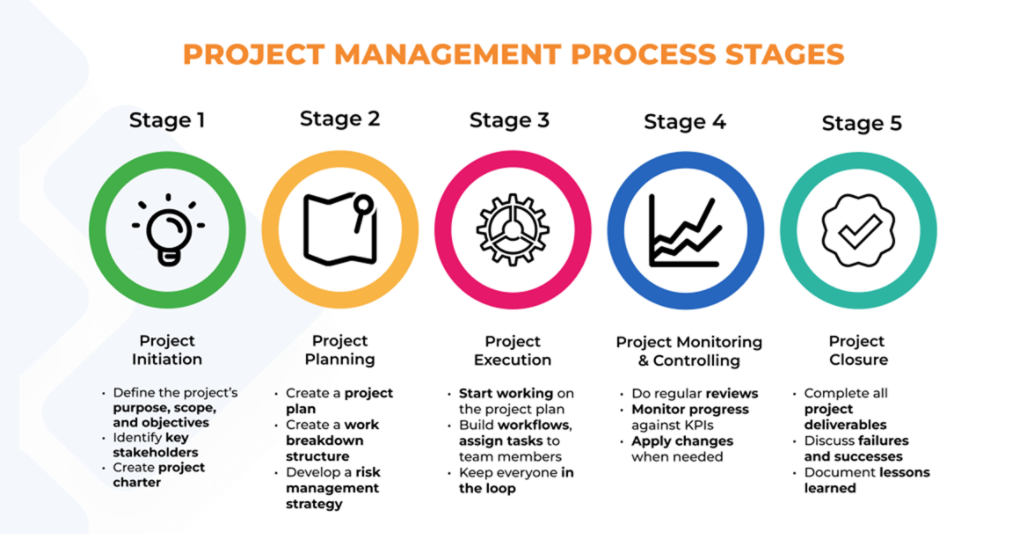 PROJECT MANAGEMENT PROCESS STAGES
Stage 1
Project
Initiation
• Define the project's
purpose, scope,
and objectives
• Identify key
stakeholders
• Create project
charter
Stage 2
Project
Planning
• Create a project
plan
• Create a work
breakdown
structure
• Develop a risk
management
strategy
Stage 3
Project
Execution
• Start working on
the project plan
• Build workflows,
assign tasks to
team members
• Keep everyone in
the loop
Stage 4
Project Monitoring
& Controlling
• Do regular reviews
• Monitor progress
against KPIs
• Apply changes
when needed
Stage 5
Project
Closure
• Complete all
project
deliverables
• Discuss failures
and successes
• Document lessons
learned